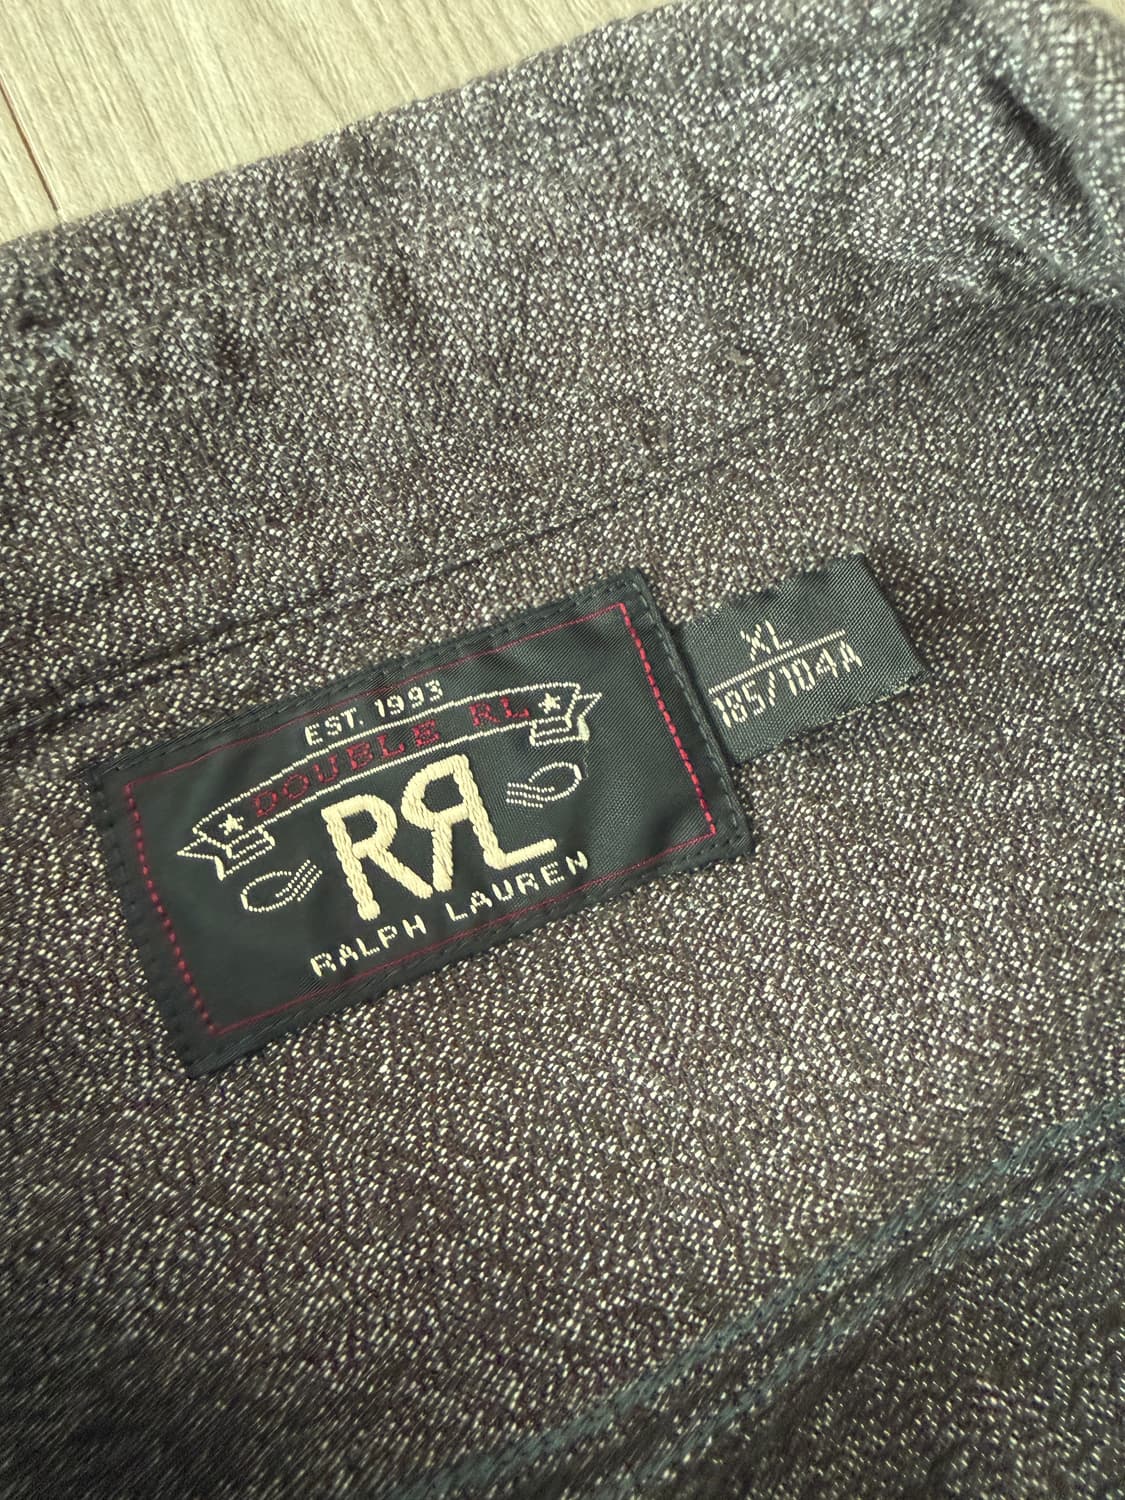 EST. 1993
DOUBLE RL
RRL
RALPH LAUREN
XL
185/104A